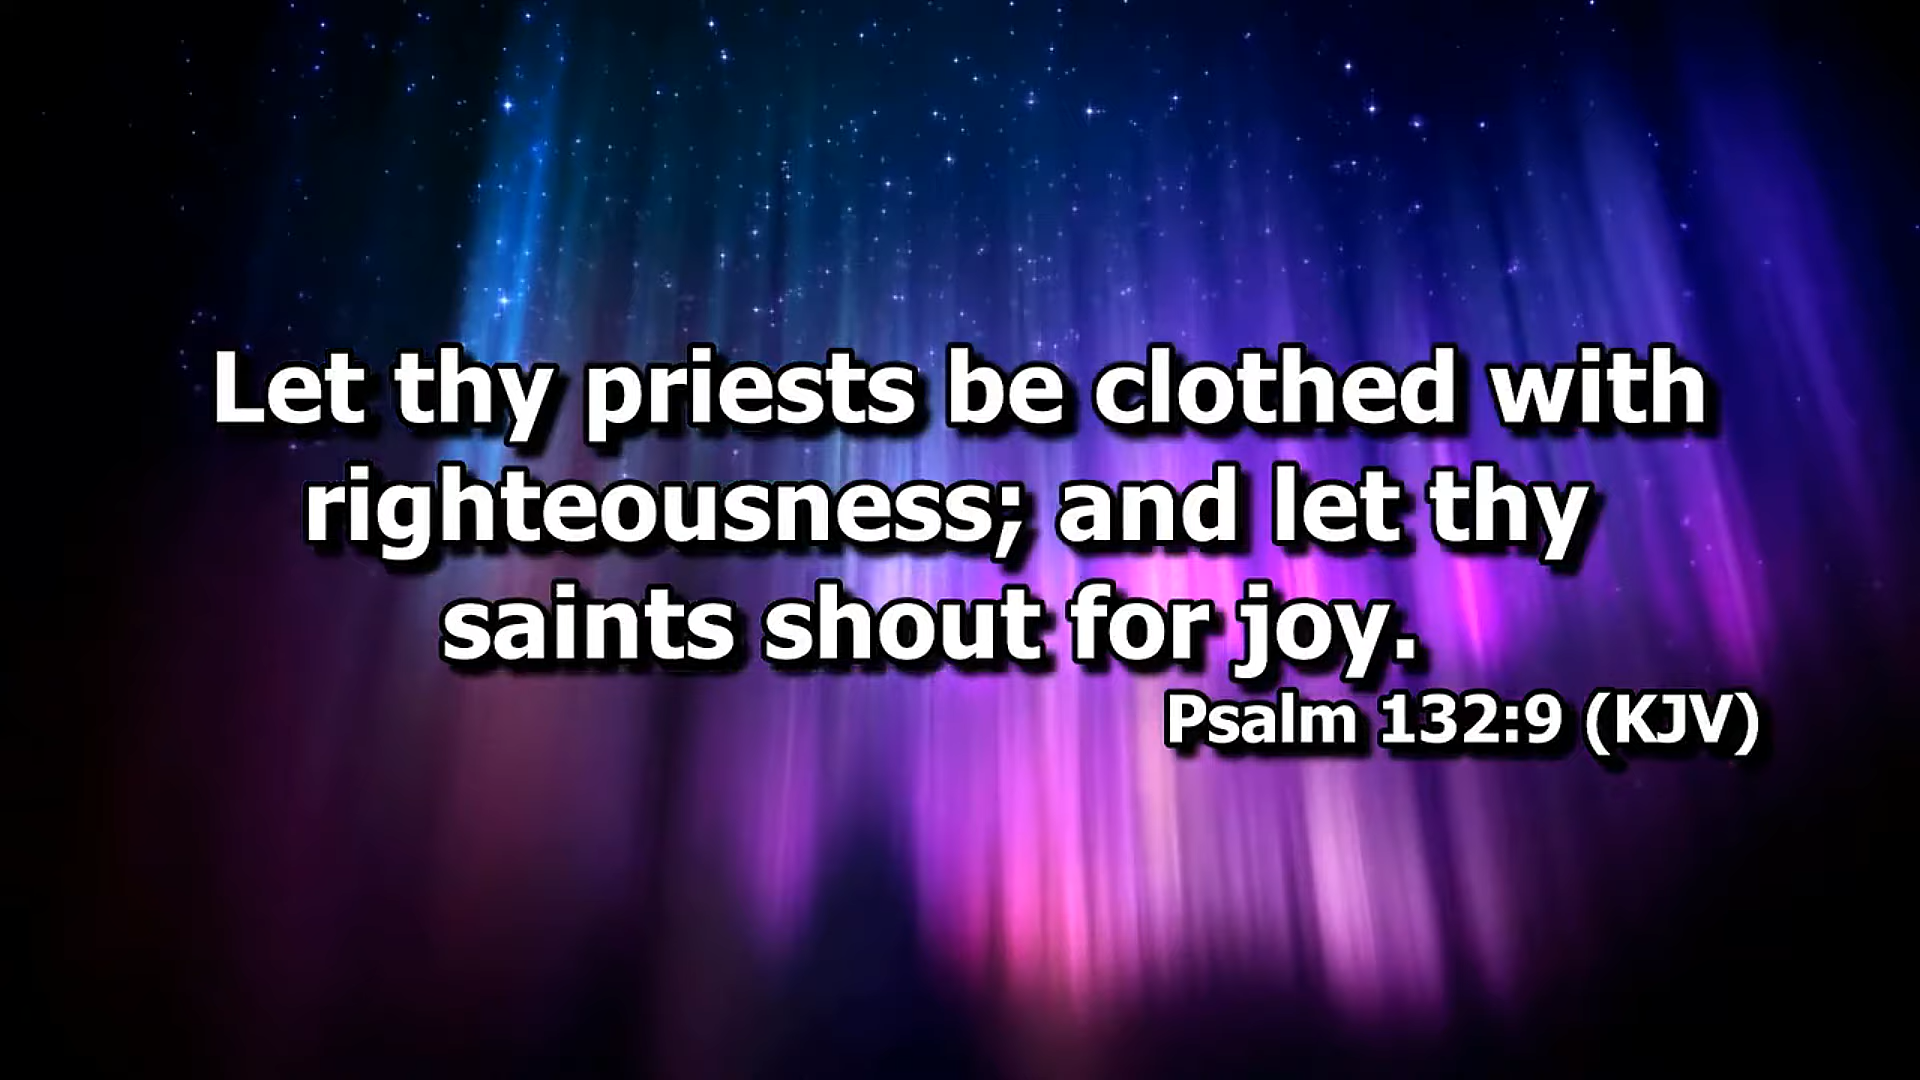 Let thy priests be clothed with
righteousness; and let thy
saints shout for joy.
Psalm 132:9 (KJV)